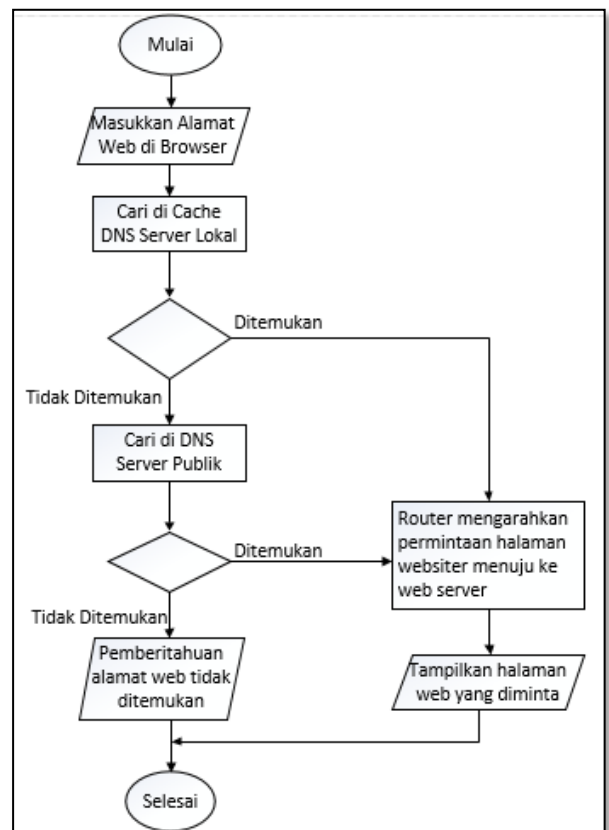 Mulai
Masukkan Alamat
Web di Browser
Cari di Cache
DNS Server Lokal
Ditemukan
Tidak Ditemukan
Cari di DNS
Server Publik
Ditemukan
Router mengarahkan
permintaan halaman
websiter menuju ke
web server
Tidak Ditemukan
Pemberitahuan
alamat web tidak
ditemukan
Tampilkan halaman
web yang diminta
Selesai